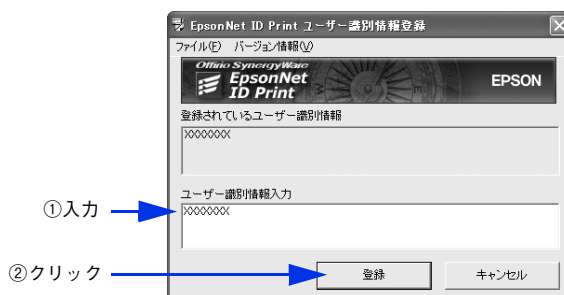 EpsonNet ID Print ユーザー識別情報登録
ファイル(F) バージョン情報(V)
Offirio SynergyWare
EpsonNet
ID Print
EPSON
登録されているユーザー識別情報
XXXXXXX
ユーザー識別情報入力
①入力
XXXXXXX
②クリック
登録
キャンセル